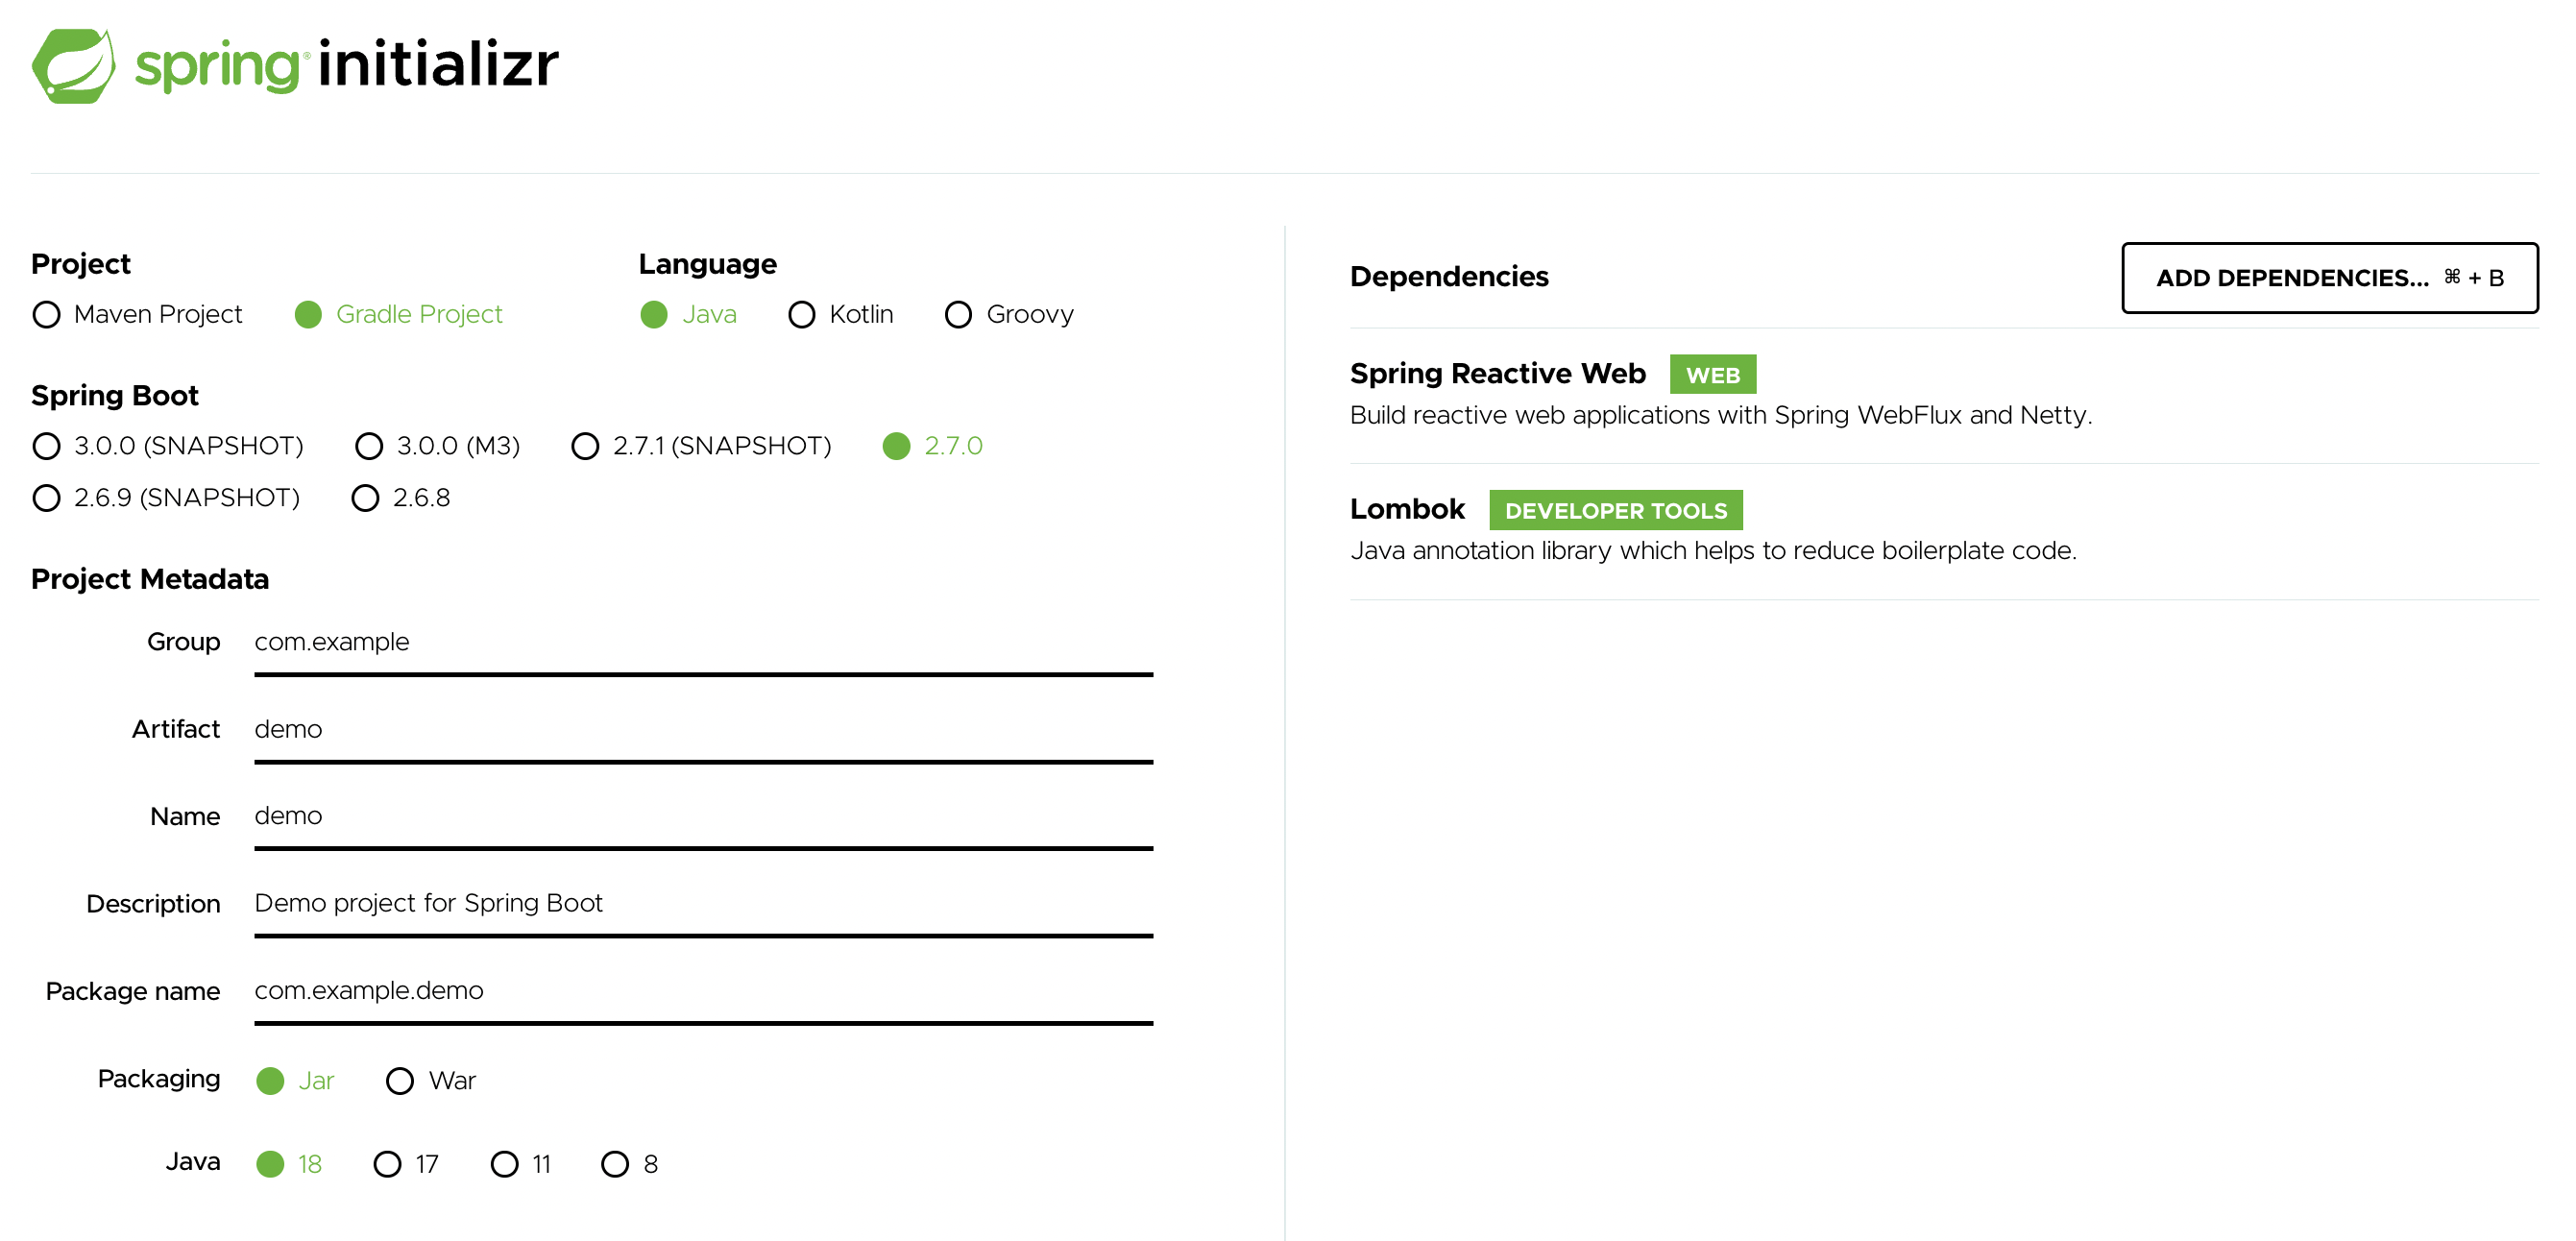 spring® initializr
Project
Maven Project Gradle Project
Language
Java Kotlin Groovy
Spring Boot
3.0.0 (SNAPSHOT) 3.0.0 (M3) 2.7.1 (SNAPSHOT) 2.7.0
2.6.9 (SNAPSHOT) 2.6.8
Project Metadata
Group com.example
Artifact demo
Name demo
Description Demo project for Spring Boot
Package name com.example.demo
Packaging Jar War
Java 18 17 11 8
Dependencies ADD DEPENDENCIES... ⌘ + B
Spring Reactive Web WEB
Build reactive web applications with Spring WebFlux and Netty.
Lombok DEVELOPER TOOLS
Java annotation library which helps to reduce boilerplate code.